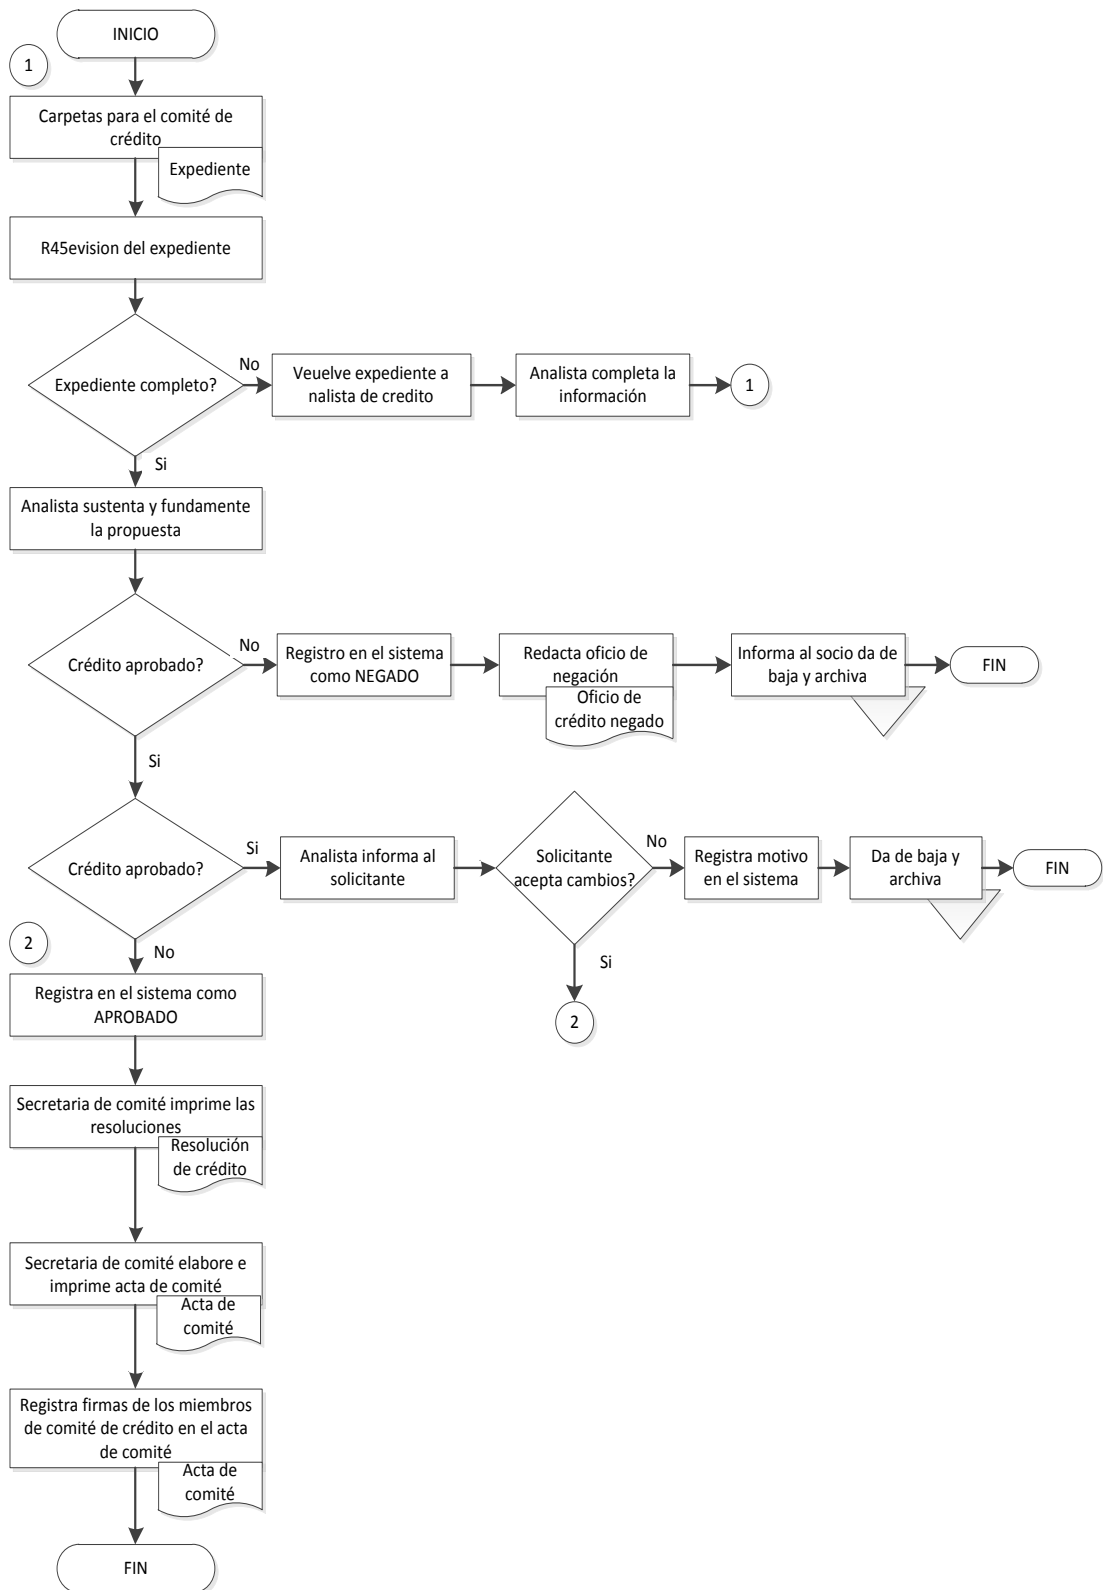 INICIO
1
Carpetas para el comité de
crédito
Expediente
R45evision del expediente
Expediente completo?
No
Veuelve expediente a
nalista de credito
Analista completa la
información
1
Si
Analista sustenta y fundamente
la propuesta
Crédito aprobado?
No
Registro en el sistema
como NEGADO
Redacta oficio de
negación
Oficio de
crédito negado
Informa al socio da de
baja y archiva
FIN
Si
Crédito aprobado?
Si
Analista informa al
solicitante
Solicitante
acepta cambios?
No
Registra motivo
en el sistema
Da de baja y
archiva
FIN
Si
2
2
No
Registra en el sistema como
APROBADO
Secretaria de comité imprime las
resoluciones
Resolución
de crédito
Secretaria de comité elabore e
imprime acta de comité
Acta de
comité
Registra firmas de los miembros
de comité de crédito en el acta
de comité
Acta de
comité
FIN